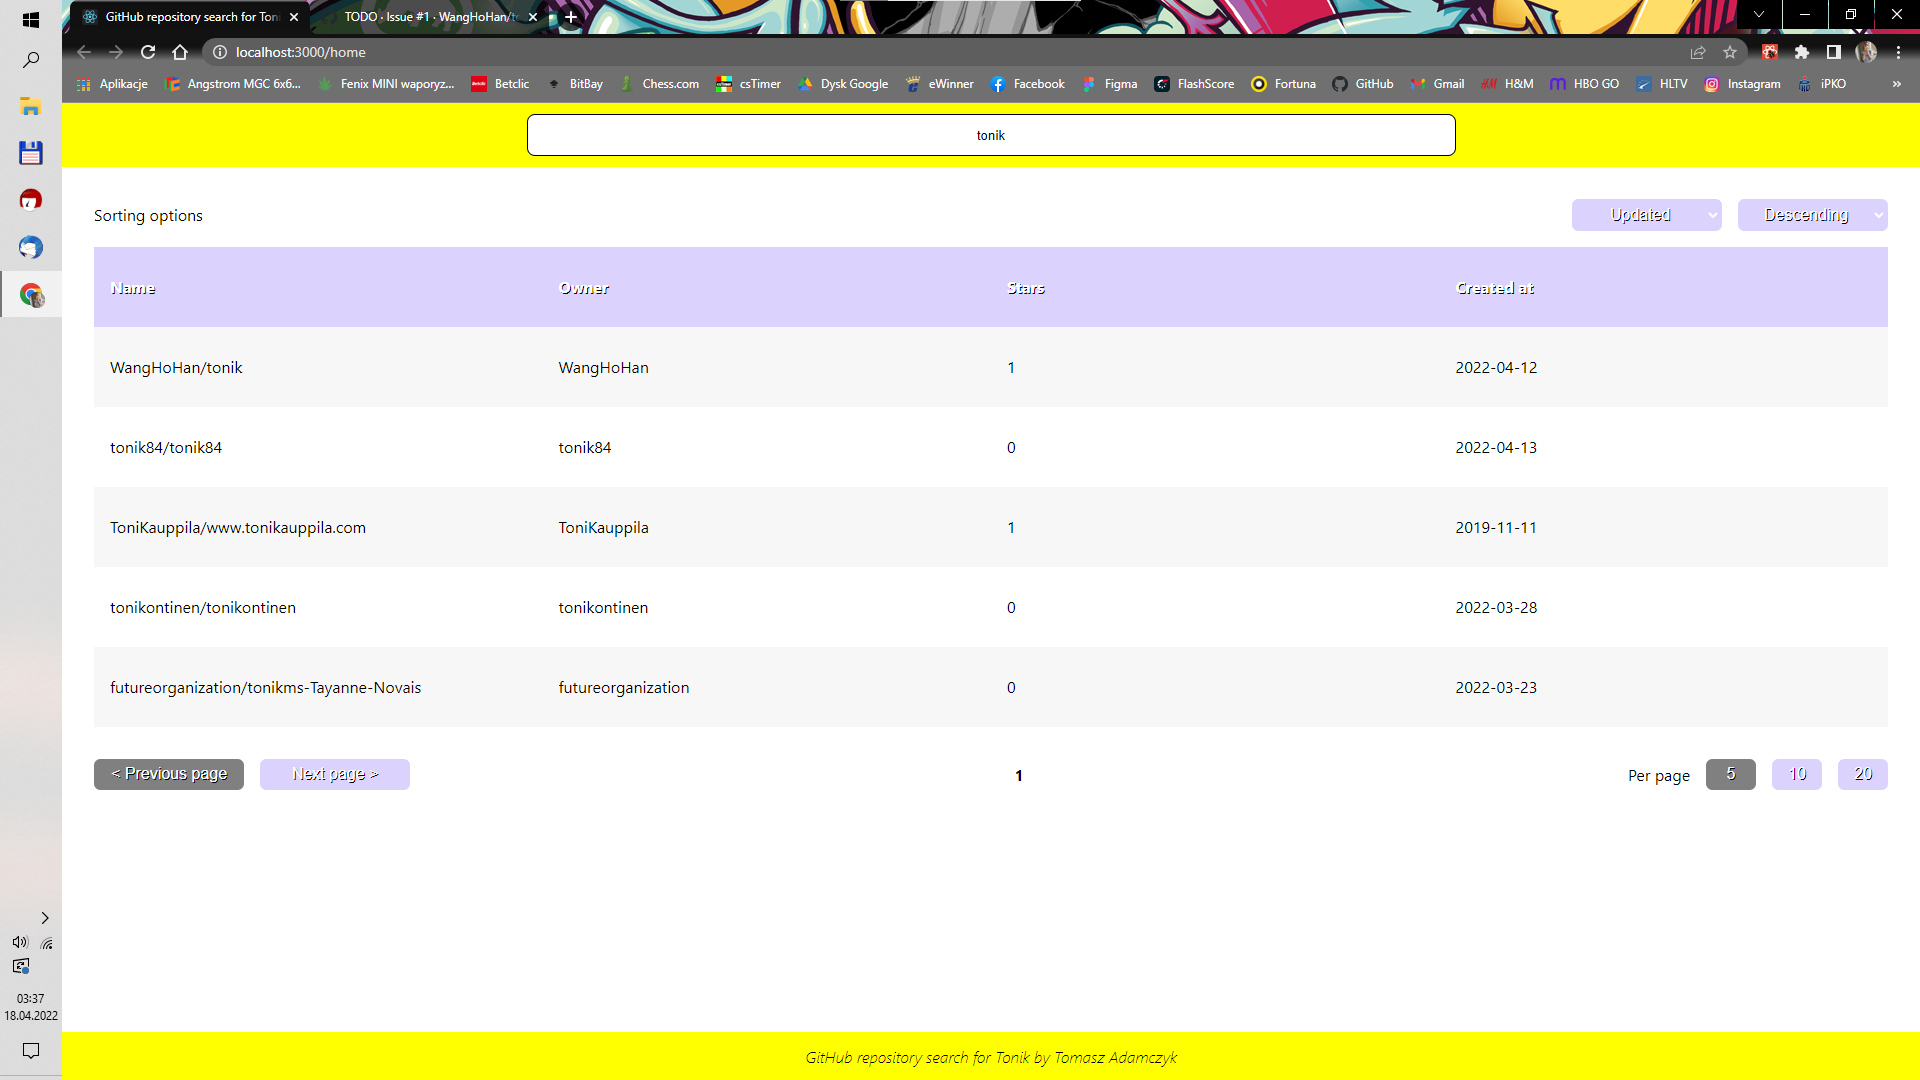 GitHub repository search for Toni
TODO · Issue #1 · WangHoHan/t
localhost:3000/home
Aplikacje
Angstrom MGC 6x6...
Fenix MINI waporyz...
Betclic
BitBay
Chess.com
csTimer
Dysk Google
eWinner
Facebook
Figma
FlashScore
Fortuna
GitHub
Gmail
H&M
HBO GO
HLTV
Instagram
iPKO
»
tonik
Sorting options
Updated
Descending
Name Owner Stars Created at
WangHoHan/tonik WangHoHan 1 2022-04-12
tonik84/tonik84 tonik84 0 2022-04-13
ToniKauppila/www.tonikauppila.com ToniKauppila 1 2019-11-11
tonikontinen/tonikontinen tonikontinen 0 2022-03-28
futureorganization/tonikms-Tayanne-Novais futureorganization 0 2022-03-23
< Previous page Next page > 1 Per page 5 10 20
03:37
18.04.2022
GitHub repository search for Tonik by Tomasz Adamczyk